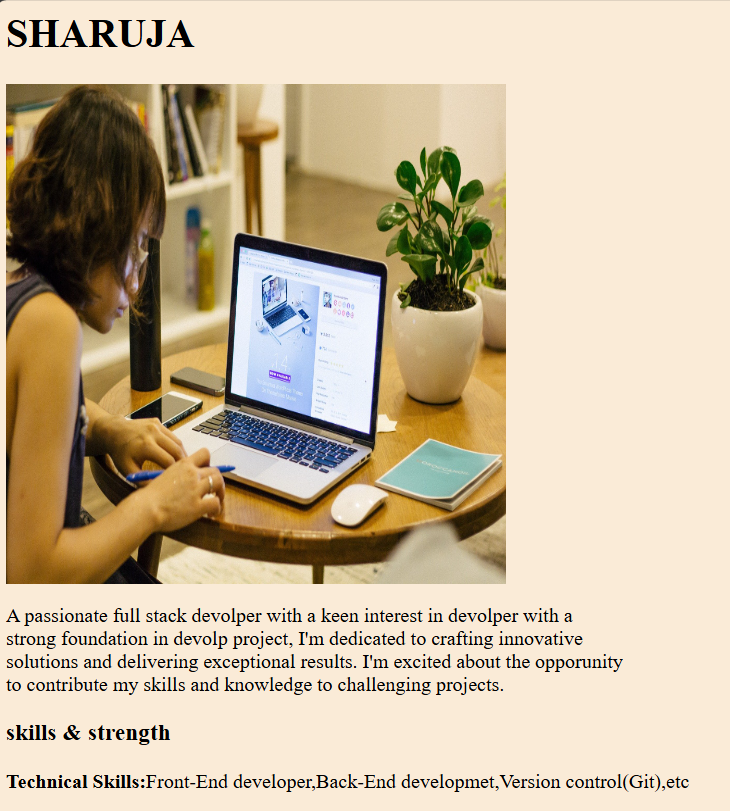 SHARUJA
A passionate full stack devolper with a keen interest in devolper with a
strong foundation in devolp project, I'm dedicated to crafting innovative
solutions and delivering exceptional results. I'm excited about the opporunity
to contribute my skills and knowledge to challenging projects.
skills & strength
Technical Skills:Front-End developer,Back-End developmet,Version control(Git),etc